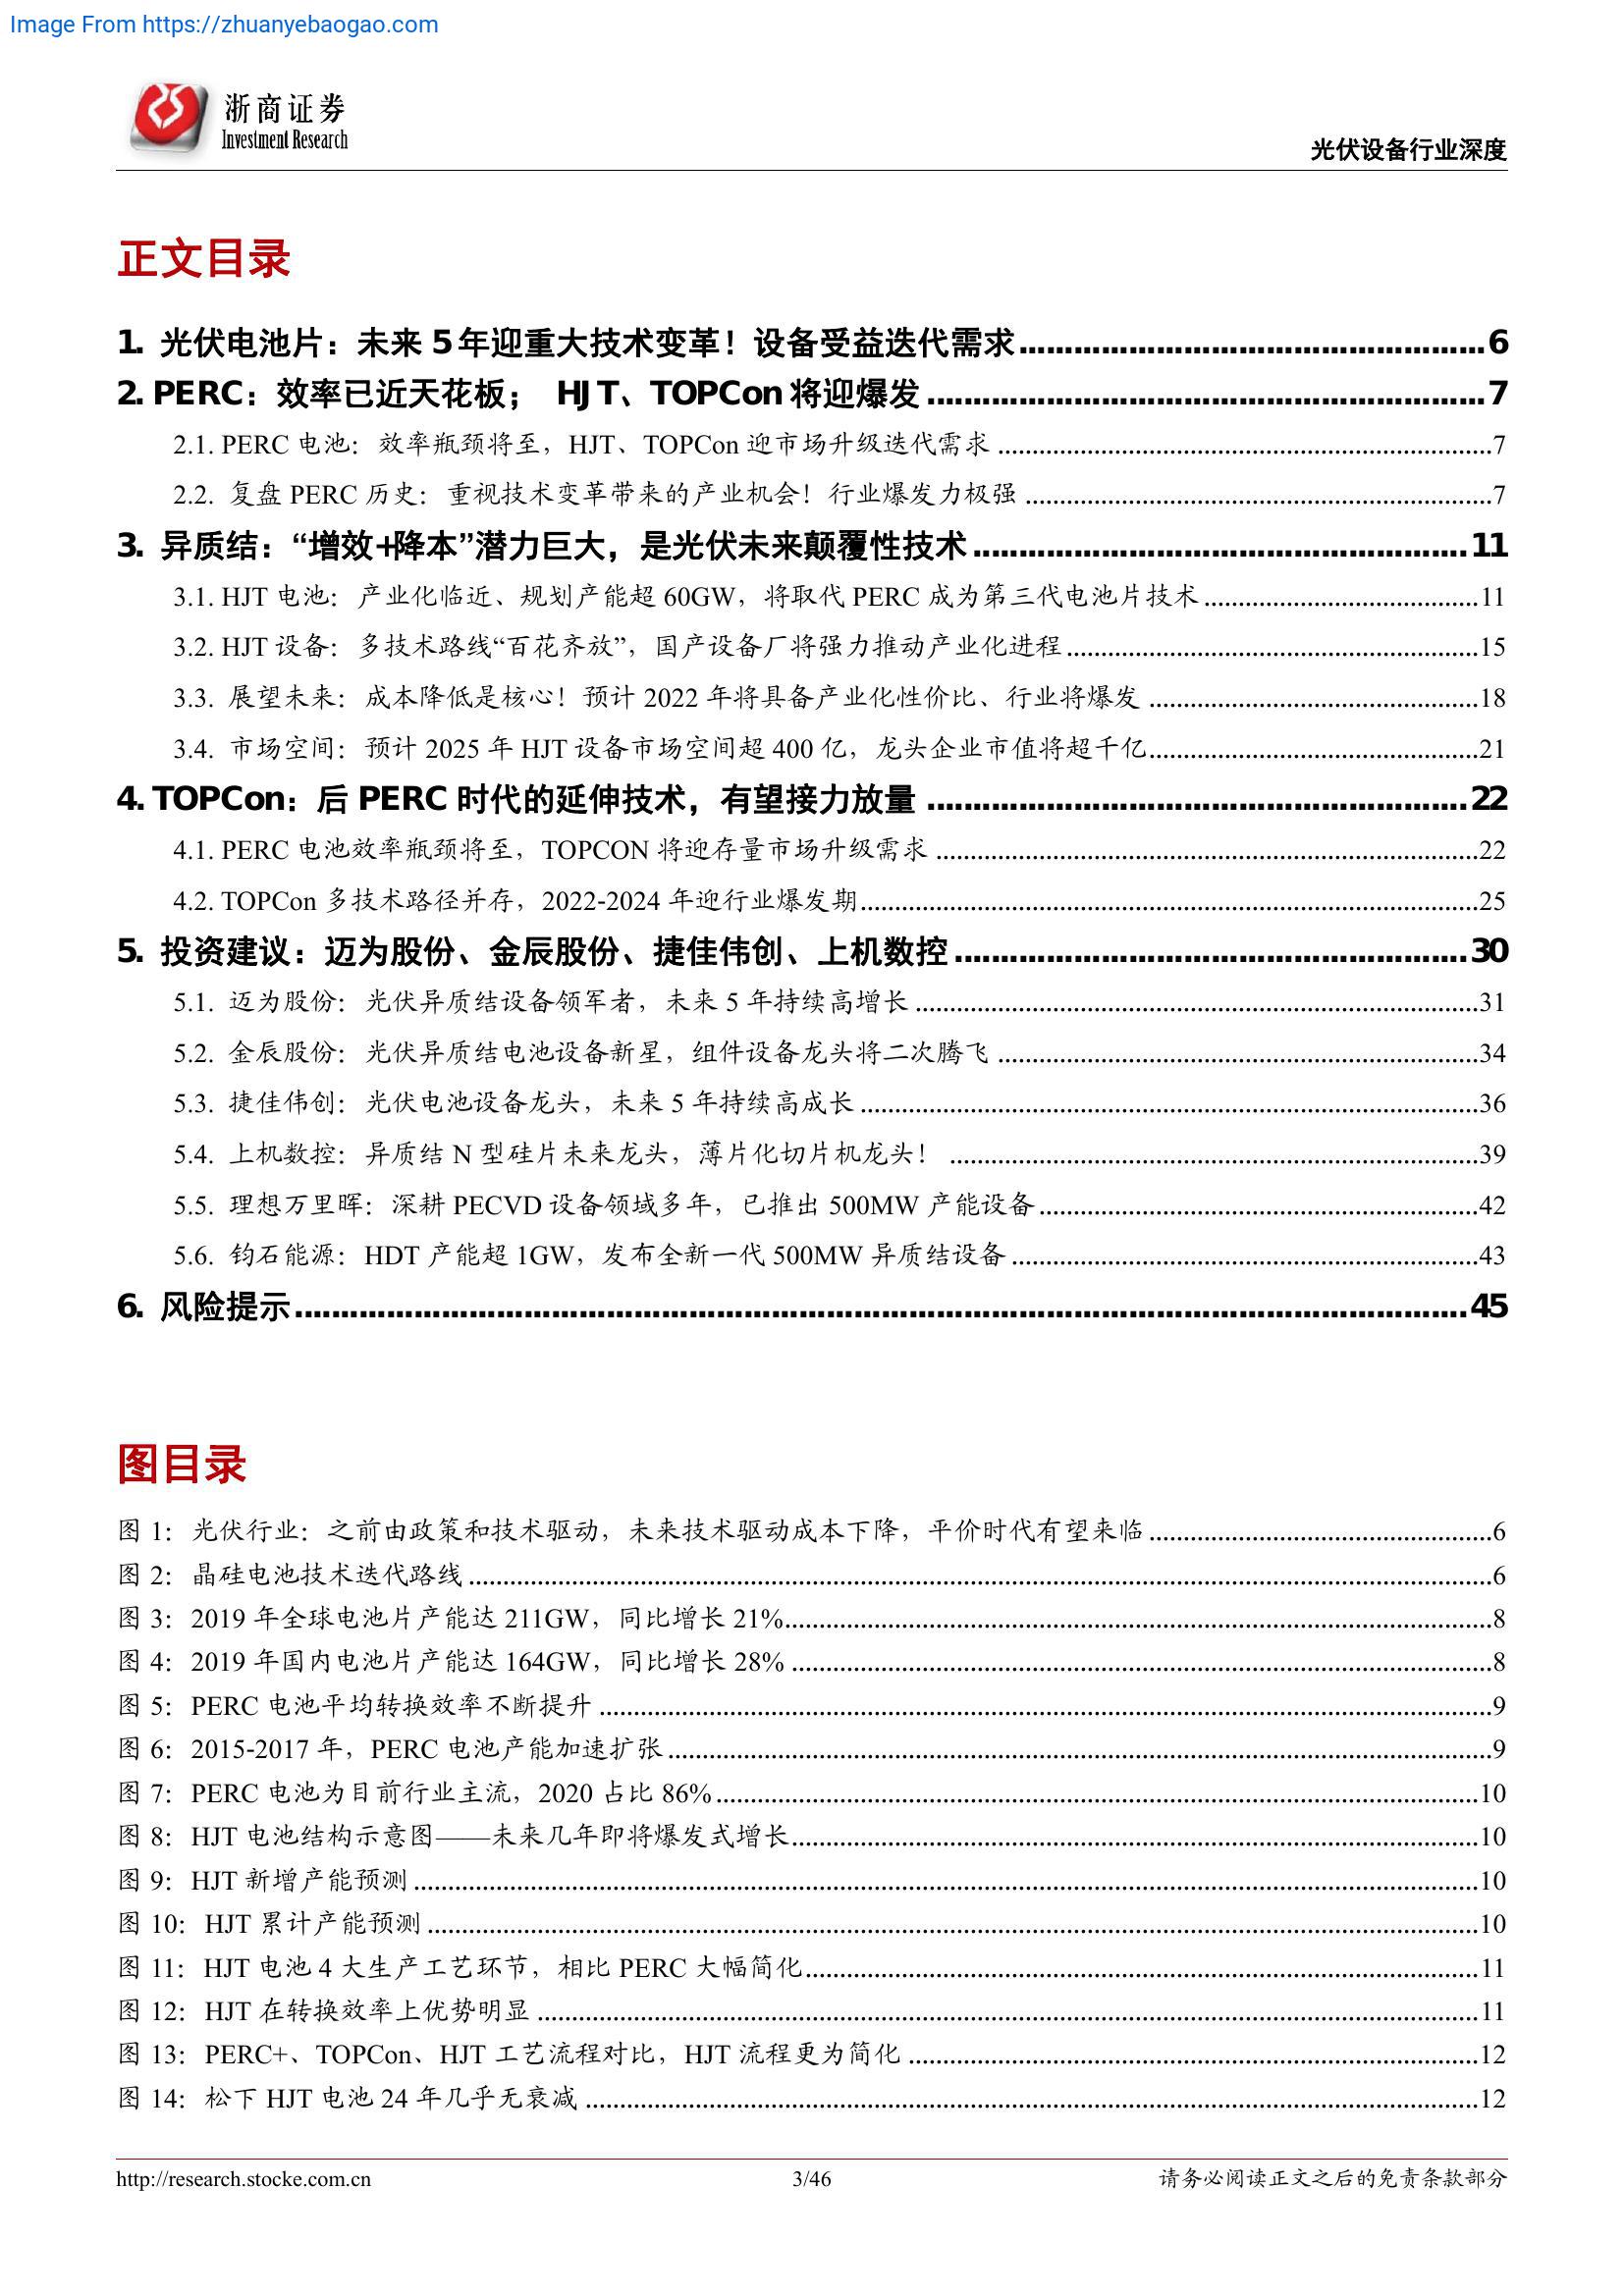 Image From https://zhuanyebaogao.com
浙商证券
Investment Research
光伏设备行业深度
正文目录
1. 光伏电池片：未来 5 年迎重大技术变革！设备受益迭代需求 6
2. PERC：效率已近天花板； HJT、TOPCon 将迎爆发 7
2.1. PERC 电池：效率瓶颈将至，HJT、TOPCon 迎市场升级迭代需求 7
2.2. 复盘 PERC 历史：重视技术变革带来的产业机会！行业爆发力极强 7
3. 异质结：“增效+降本”潜力巨大，是光伏未来颠覆性技术 11
3.1. HJT 电池：产业化临近、规划产能超 60GW，将取代 PERC 成为第三代电池片技术 11
3.2. HJT 设备：多技术路线“百花齐放”，国产设备厂将强力推动产业化进程 15
3.3. 展望未来：成本降低是核心！预计 2022 年将具备产业化性价比、行业将爆发 18
3.4. 市场空间：预计 2025 年 HJT 设备市场空间超 400 亿，龙头企业市值将超千亿 21
4. TOPCon：后 PERC 时代的延伸技术，有望接力放量 22
4.1. PERC 电池效率瓶颈将至，TOPCON 将迎存量市场升级需求 22
4.2. TOPCon 多技术路径并存，2022-2024 年迎行业爆发期 25
5. 投资建议：迈为股份、金辰股份、捷佳伟创、上机数控 30
5.1. 迈为股份：光伏异质结设备领军者，未来 5 年持续高增长 31
5.2. 金辰股份：光伏异质结电池设备新星，组件设备龙头将二次腾飞 34
5.3. 捷佳伟创：光伏电池设备龙头，未来 5 年持续高成长 36
5.4. 上机数控：异质结 N 型硅片未来龙头，薄片化切片机龙头！ 39
5.5. 理想万里晖：深耕 PECVD 设备领域多年，已推出 500MW 产能设备 42
5.6. 钧石能源：HDT 产能超 1GW，发布全新一代 500MW 异质结设备 43
6. 风险提示 45
图目录
图 1：光伏行业：之前由政策和技术驱动，未来技术驱动成本下降，平价时代有望来临 6
图 2：晶硅电池技术迭代路线 6
图 3：2019 年全球电池片产能达 211GW，同比增长 21% 8
图 4：2019 年国内电池片产能达 164GW，同比增长 28% 8
图 5：PERC 电池平均转换效率不断提升 9
图 6：2015-2017 年，PERC 电池产能加速扩张 9
图 7：PERC 电池为目前行业主流，2020 占比 86% 10
图 8：HJT 电池结构示意图——未来几年即将爆发式增长 10
图 9：HJT 新增产能预测 10
图 10：HJT 累计产能预测 10
图 11：HJT 电池 4 大生产工艺环节，相比 PERC 大幅简化 11
图 12：HJT 在转换效率上优势明显 11
图 13：PERC+、TOPCon、HJT 工艺流程对比，HJT 流程更为简化 12
图 14：松下 HJT 电池 24 年几乎无衰减 12
http://research.stocke.com.cn
3/46
请务必阅读正文之后的免责条款部分